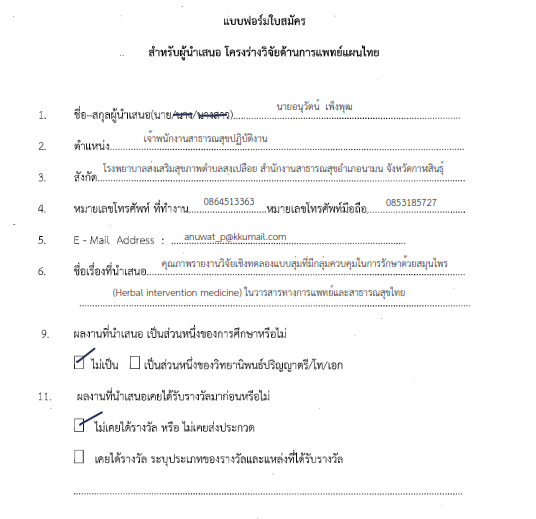 แบบฟอร์มใบสมัคร
สำหรับผู้นำเสนอ โครงร่างวิจัยด้านการแพทย์แผนไทย
1. ชื่อ-สกุลผู้นำเสนอ(นาย/นาง/นางสาว) นายอนุวัตน์ เพ็งพุฒ
2. ตำแหน่ง เจ้าพนักงานสาธารณสุขปฏิบัติงาน
3. สังกัด โรงพยาบาลส่งเสริมสุขภาพตำบลสงเปลือย สำนักงานสาธารณสุขอำเภอนามน จังหวัดกาฬสินธุ์
4. หมายเลขโทรศัพท์ ที่ทำงาน 0864513363 หมายเลขโทรศัพท์มือถือ 0853185727
5. E - Mail Address : anuwat_p@kkumail.com
6. ชื่อเรื่องที่นำเสนอ คุณภาพรายงานวิจัยเชิงทดลองแบบสุ่มที่มีกลุ่มควบคุมในการรักษาด้วยสมุนไพร
(Herbal intervention medicine) ในวารสารทางการแพทย์และสาธารณสุขไทย
9. ผลงานที่นำเสนอ เป็นส่วนหนึ่งของการศึกษาหรือไม่
ไม่เป็น เป็นส่วนหนึ่งของวิทยานิพนธ์ปริญญาตรี/โท/เอก
11. ผลงานที่นำเสนอเคยได้รับรางวัลมาก่อนหรือไม่
ไม่เคยได้รางวัล หรือ ไม่เคยส่งประกวด
เคยได้รางวัล ระบุประเภทของรางวัลและแหล่งที่ได้รับรางวัล